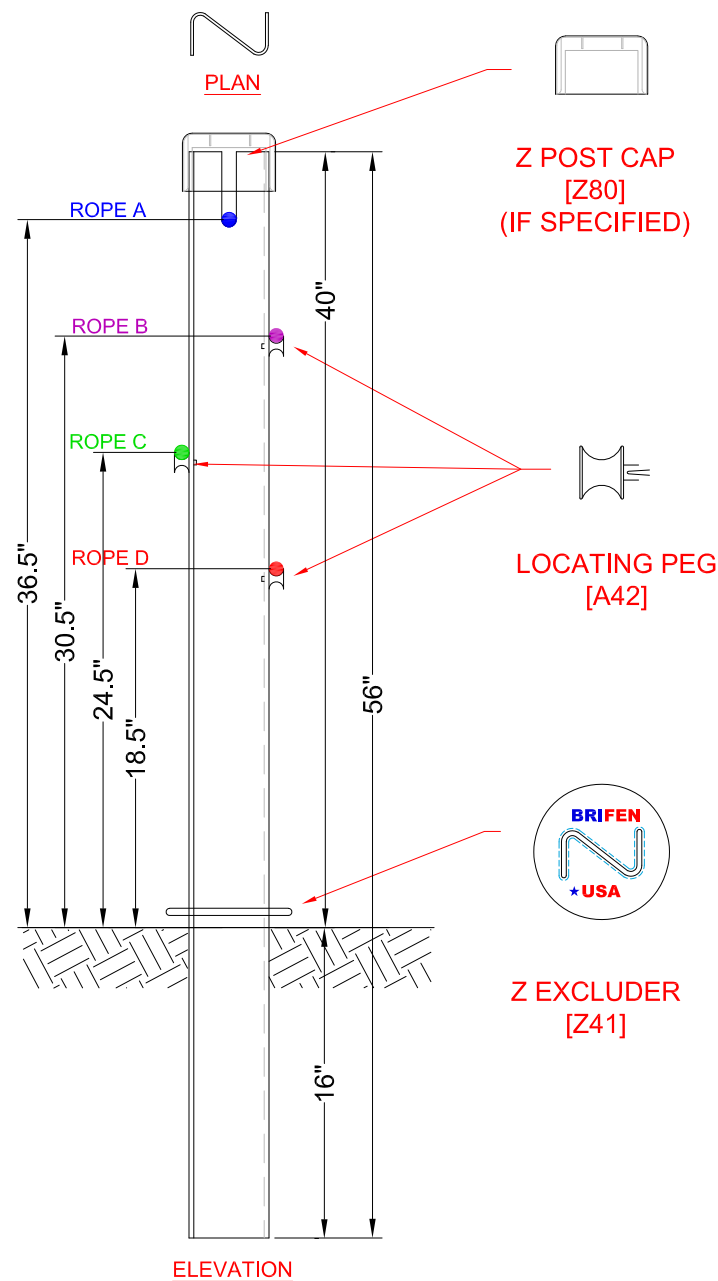 PLAN
Z POST CAP
[Z80]
(IF SPECIFIED)
ROPE A
ROPE B
ROPE C
ROPE D
36.5"
30.5"
24.5"
18.5"
40"
56"
16"
LOCATING PEG
[A42]
BRIFEN
USA
Z EXCLUDER
[Z41]
ELEVATION